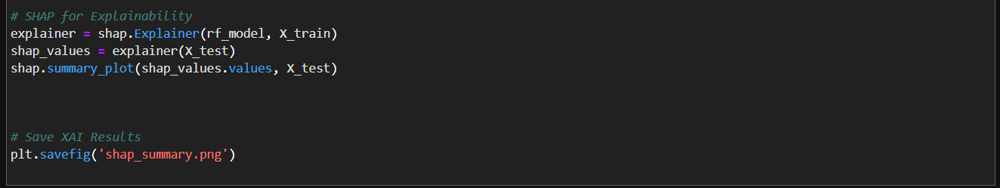 # SHAP for Explainability
explainer = shap.Explainer(rf_model, X_train)
shap_values = explainer(X_test)
shap.summary_plot(shap_values.values, X_test)
# Save XAI Results
plt.savefig('shap_summary.png')